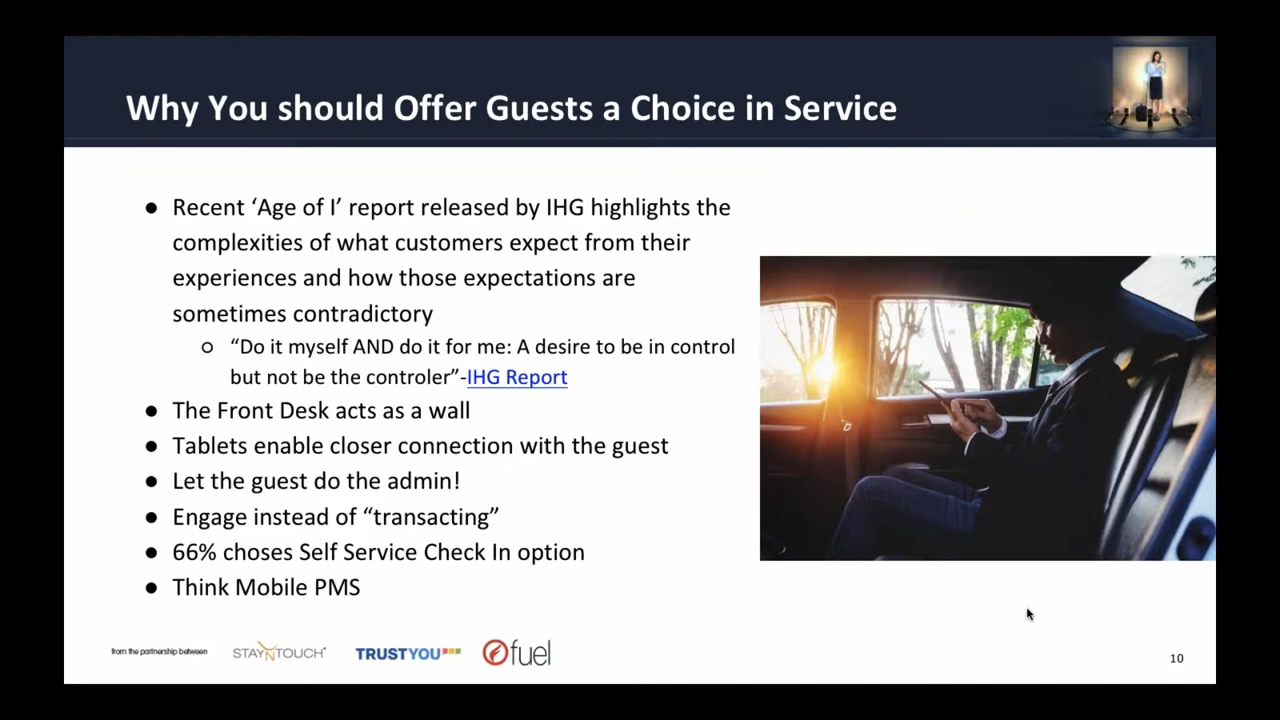 Why You should Offer Guests a Choice in Service
● Recent ‘Age of I’ report released by IHG highlights the
complexities of what customers expect from their
experiences and how those expectations are
sometimes contradictory
○ “Do it myself AND do it for me: A desire to be in control
but not be the controler”-IHG Report
● The Front Desk acts as a wall
● Tablets enable closer connection with the guest
● Let the guest do the admin!
● Engage instead of “transacting”
● 66% choses Self Service Check In option
● Think Mobile PMS
from the partnership between STAYNTOUCH TRUSTYOU fuel
10